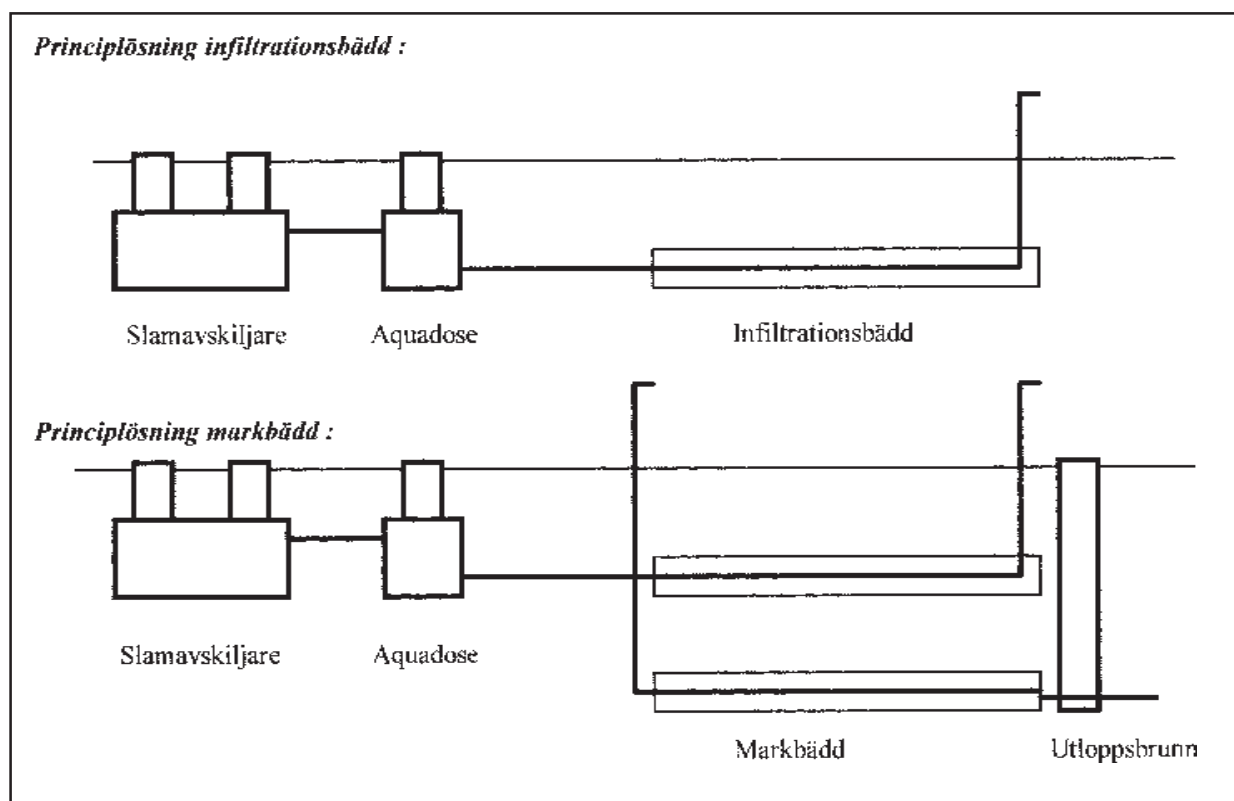 Principlösning infiltrationsbädd :
Slamavskiljare Aquadose Infiltrationsbädd
Principlösning markbädd :
Slamavskiljare Aquadose
Markbädd Utloppsbrunn